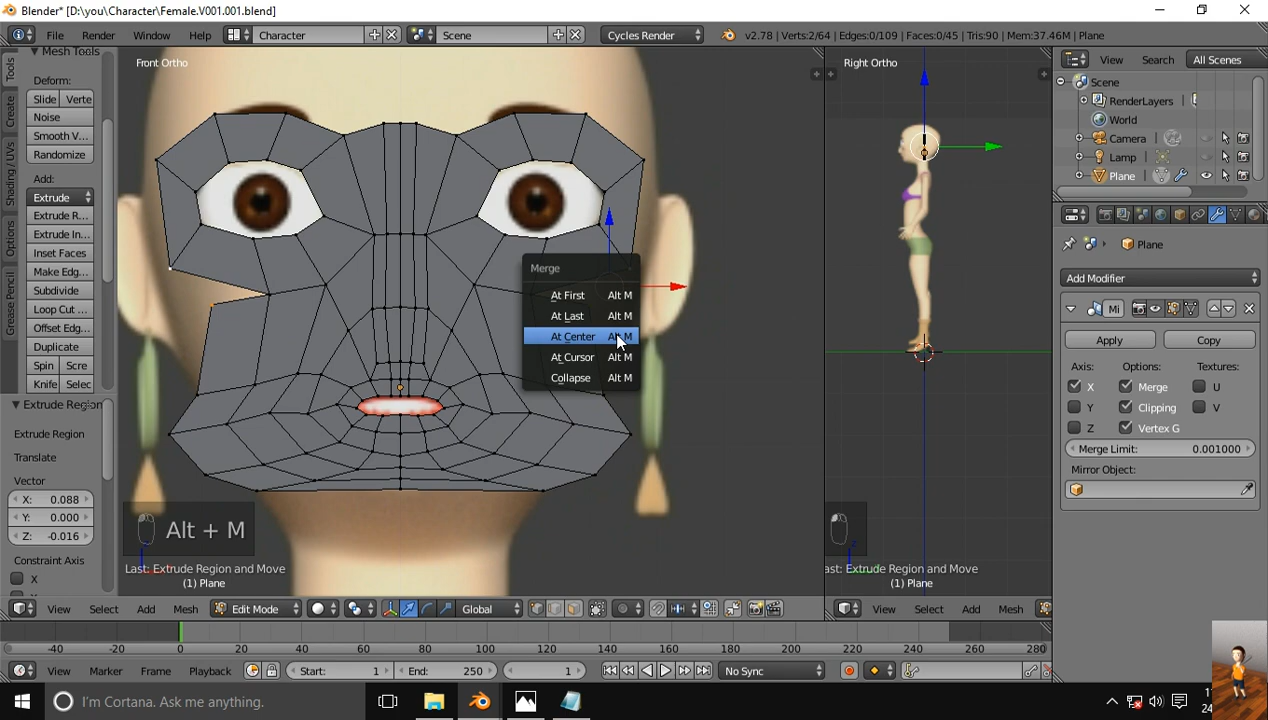 Blender* [D:\you\Character\Female.V001.001.blend]
File Render Window Help Character Scene Cycles Render v2.78 | Verts:2/64 | Edges:0/109 | Faces:0/45 | Tris:90 | Mem:37.46M | Plane
Mesh Tools
Deform:
Slide Verte
Noise
Smooth V...
Randomize
Add:
Extrude
Extrude R...
Extrude In...
Inset Faces
Make Edg...
Subdivide
Loop Cut ...
Offset Edg...
Duplicate
Spin Scre
Knife Selec
Tools
Create
Shading / UVs
Options
Grease Pencil
Extrude Region
Extrude Region
Translate
Vector
X: 0.088
Y: 0.000
Z: -0.016
Constraint Axis
X
Front Ortho
Merge
At First Alt M
At Last Alt M
At Center Alt M
At Cursor Alt M
Collapse Alt M
Alt + M
Last: Extrude Region and Move
(1) Plane
View Select Add Mesh Edit Mode Global
Right Ortho
ast: Extrude Region and Move
(1) Plane
View Select Add Mesh
View Search All Scenes
Scene
RenderLayers
World
Camera
Lamp
Plane
Plane
Add Modifier
Mi
Apply Copy
Axis: Options: Textures:
X Merge U
Y Clipping V
Z Vertex G
Merge Limit: 0.001000
Mirror Object:
-40 -20 0 20 40 60 80 100 120 140 160 180 200 220 240 260 280
View Marker Frame Playback Start: 1 End: 250 1 No Sync
I'm Cortana. Ask me anything.